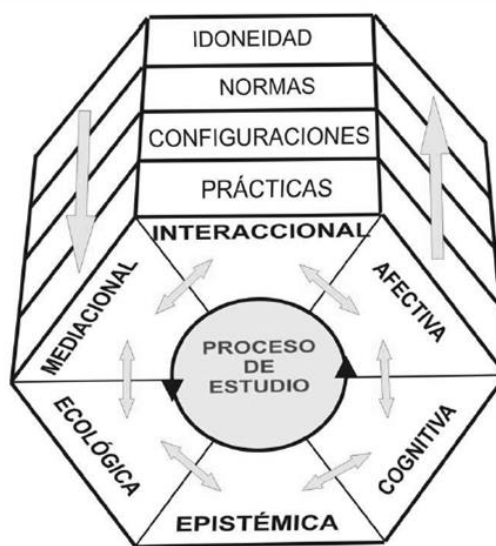 IDONEIDAD
NORMAS
CONFIGURACIONES
PRÁCTICAS
INTERACCIONAL
MEDIACIONAL
AFECTIVA
PROCESO
DE
ESTUDIO
ECOLÓGICA
COGNITIVA
EPISTÉMICA